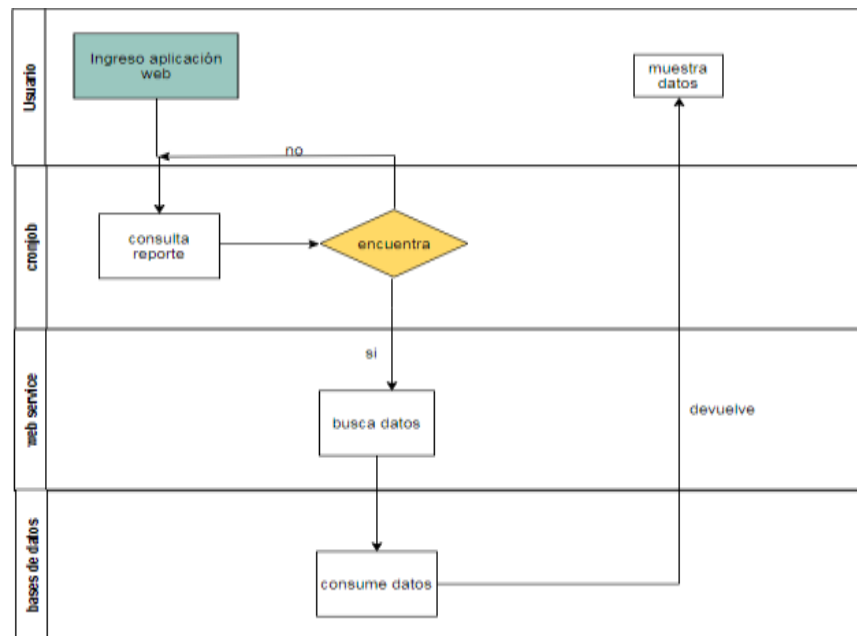 Usuario
Ingreso aplicación
web
muestra
datos
no
cronjob
consulta
reporte
encuentra
si
web service
busca datos
devuelve
bases de datos
consume datos